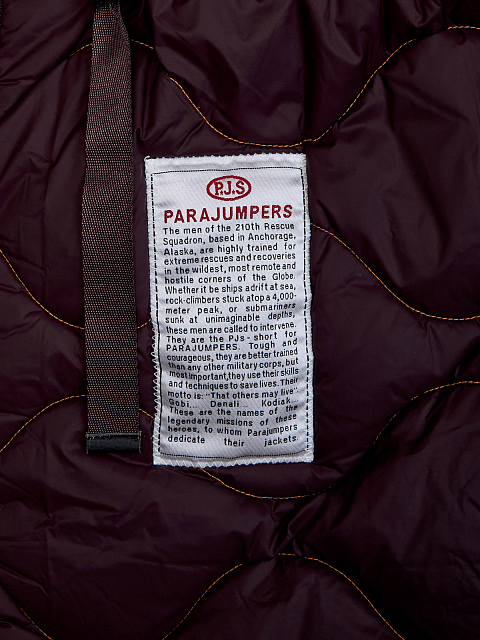 P.J.S
PARAJUMPERS
The men of the 210th Rescue
Squadron, based in Anchorage,
Alaska, are highly trained for
extreme rescues and recoveries
in the wildest, most remote and
hostile corners of the Globe.
Whether it be ships adrift at sea,
rock-climbers stuck atop a 4,000-
meter peak, or submariners
sunk at unimaginable depths,
these men are called to intervene.
They are the PJs - short for
PARAJUMPERS. Tough and
courageous, they are better trained
than any other military corps, but
most important,they use their skills
and techniques to save lives. Their
motto is: "That others may live"
Gobi... Denali... Kodiak...
These are the names of the
legendary missions of these
heroes, to whom Parajumpers
dedicate their jackets.